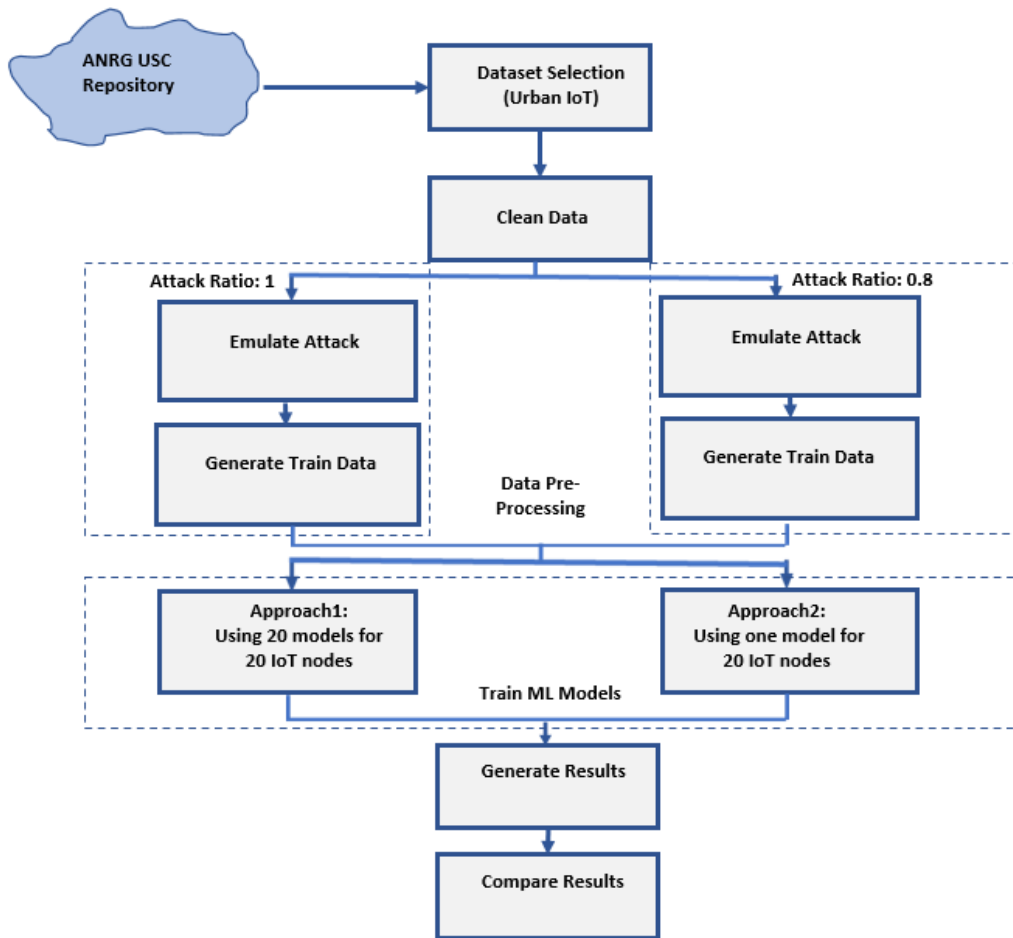 ANRG USC
Repository
Dataset Selection
(Urban IoT)
Clean Data
Attack Ratio: 1
Attack Ratio: 0.8
Emulate Attack
Emulate Attack
Generate Train Data
Generate Train Data
Data Pre-
Processing
Approach1:
Using 20 models for
20 IoT nodes
Approach2:
Using one model for
20 IoT nodes
Train ML Models
Generate Results
Compare Results